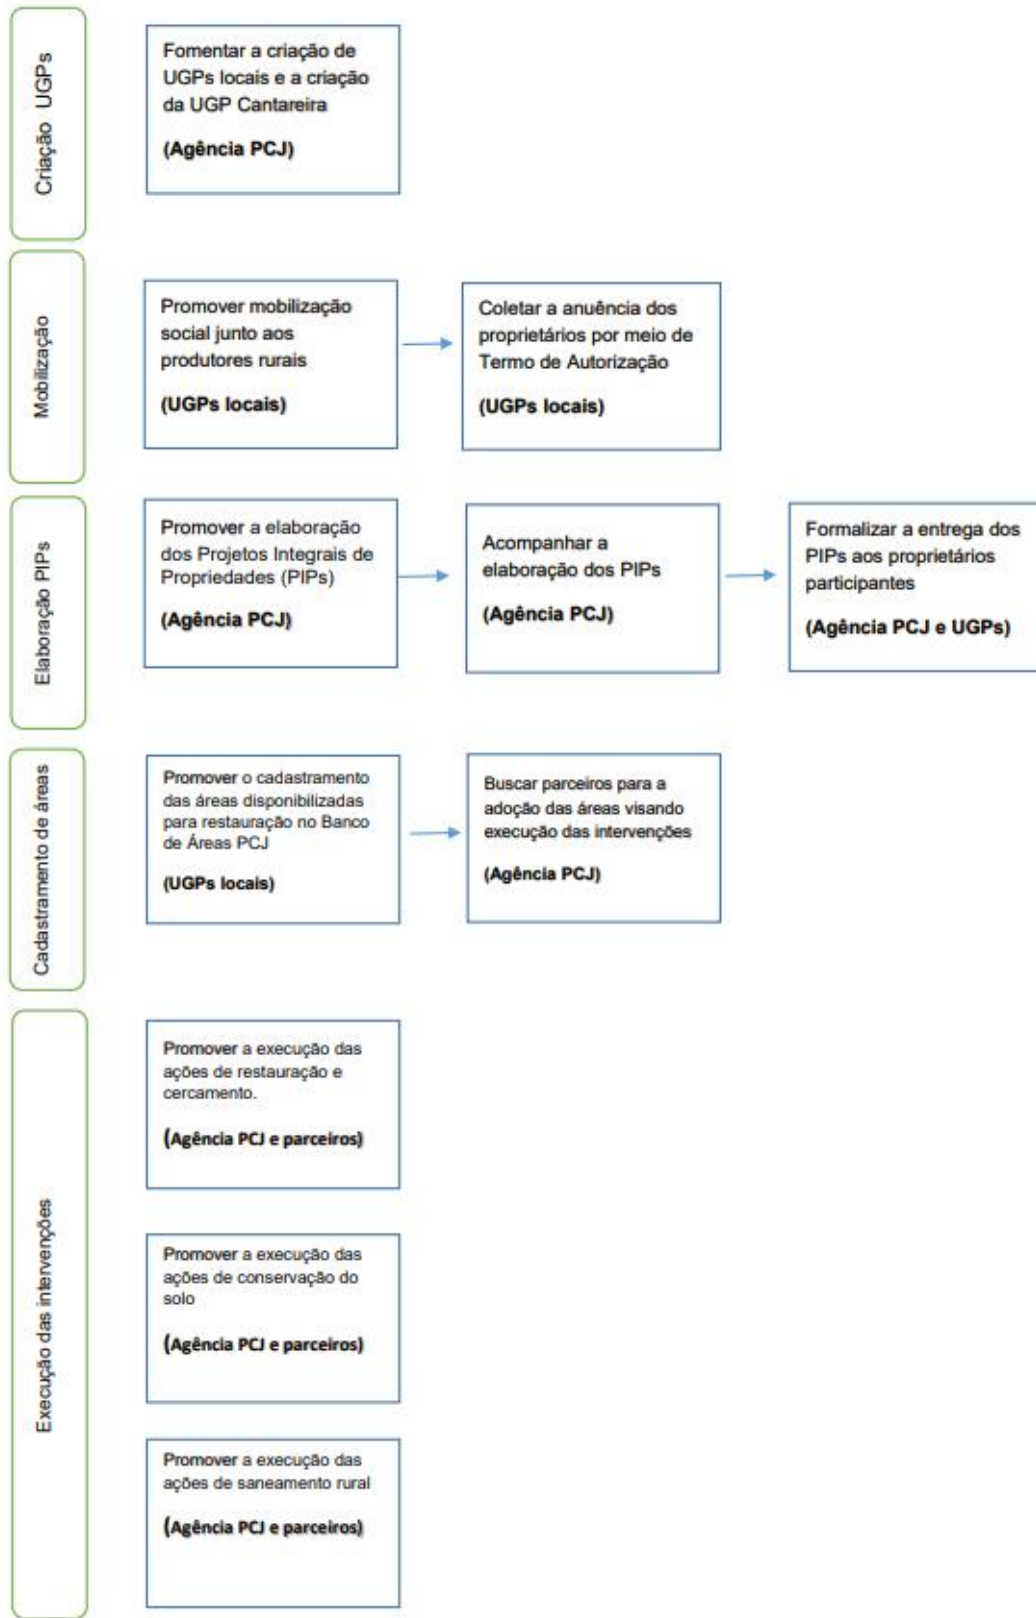 Criação UGPs
Fomentar a criação de
UGPs locais e a criação
da UGP Cantareira
(Agência PCJ)
Mobilização
Promover mobilização
social junto aos
produtores rurais
(UGPs locais)
Coletar a anuência dos
proprietários por meio de
Termo de Autorização
(UGPs locais)
Elaboração PIPs
Promover a elaboração
dos Projetos Integrais de
Propriedades (PIPs)
(Agência PCJ)
Acompanhar a
elaboração dos PIPs
(Agência PCJ)
Formalizar a entrega dos
PIPs aos proprietários
participantes
(Agência PCJ e UGPs)
Cadastramento de áreas
Promover o cadastramento
das áreas disponibilizadas
para restauração no Banco
de Áreas PCJ
(UGPs locais)
Buscar parceiros para a
adoção das áreas visando
execução das intervenções
(Agência PCJ)
Execução das intervenções
Promover a execução das
ações de restauração e
cercamento.
(Agência PCJ e parceiros)
Promover a execução das
ações de conservação do
solo
(Agência PCJ e parceiros)
Promover a execução das
ações de saneamento rural
(Agência PCJ e parceiros)